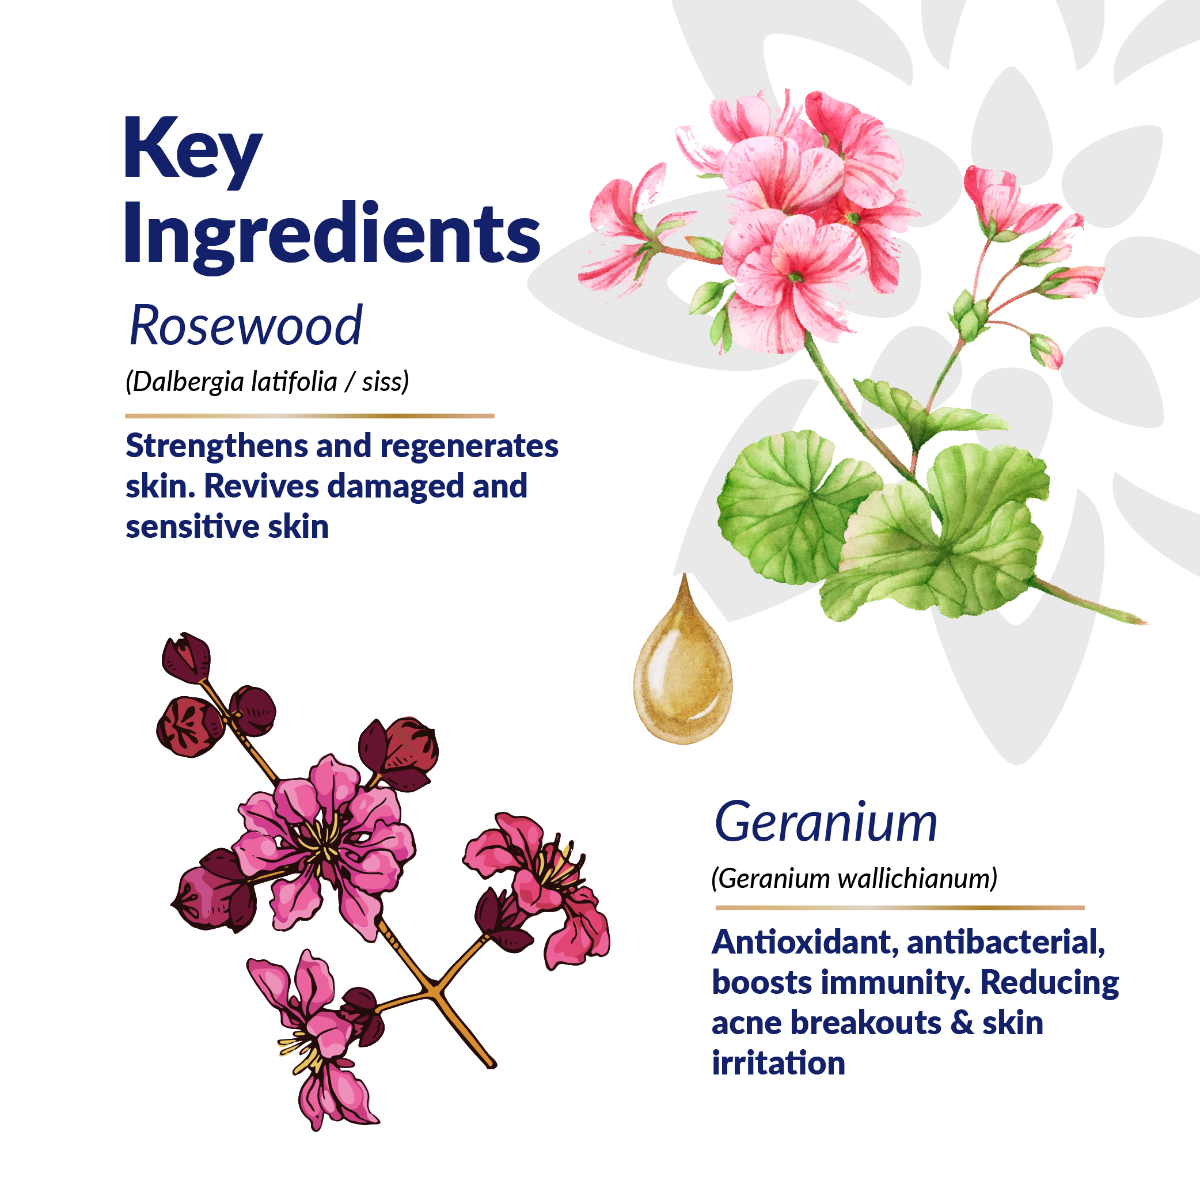 Key
Ingredients
Rosewood
(Dalbergia latifolia / siss)
Strengthens and regenerates
skin. Revives damaged and
sensitive skin
Geranium
(Geranium wallichianum)
Antioxidant, antibacterial,
boosts immunity. Reducing
acne breakouts & skin
irritation